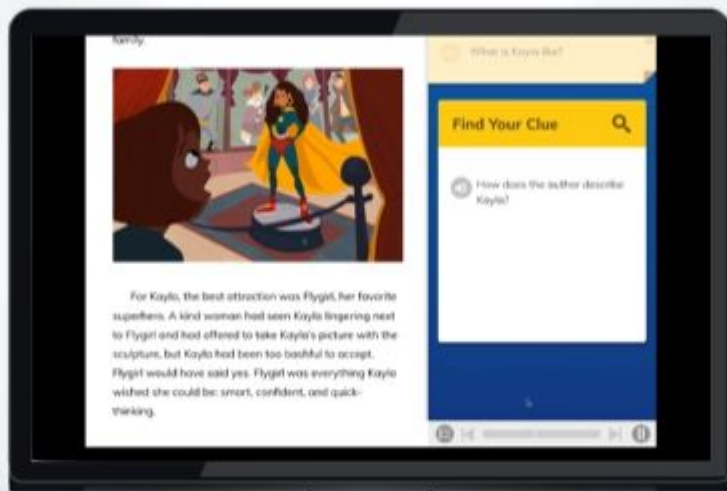 family.
For Kayla, the best attraction was Flygirl, her favorite
superhero. A kind woman had seen Kayla lingering next
to Flygirl and had offered to take Kayla's picture with the
sculpture, but Kayla had been too bashful to accept.
Flygirl would have said yes. Flygirl was everything Kayla
wished she could be: smart, confident, and quick-
thinking.
What is Kayla like?
Find Your Clue
How does the author describe
Kayla?